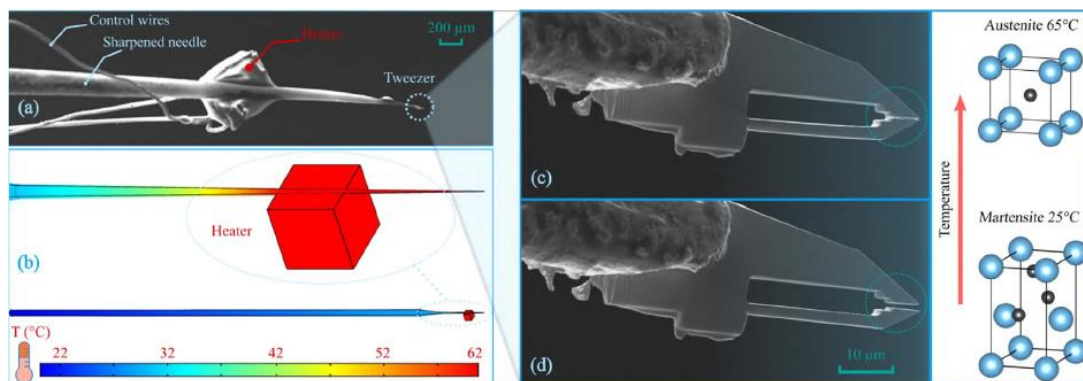 Control wires
Sharpened needle
Heater
200 µm
Tweezer
(a)
Heater
(b)
T (°C)
22 32 42 52 62
(c)
(d)
10 µm
Austenite 65°C
Temperature
Martensite 25°C